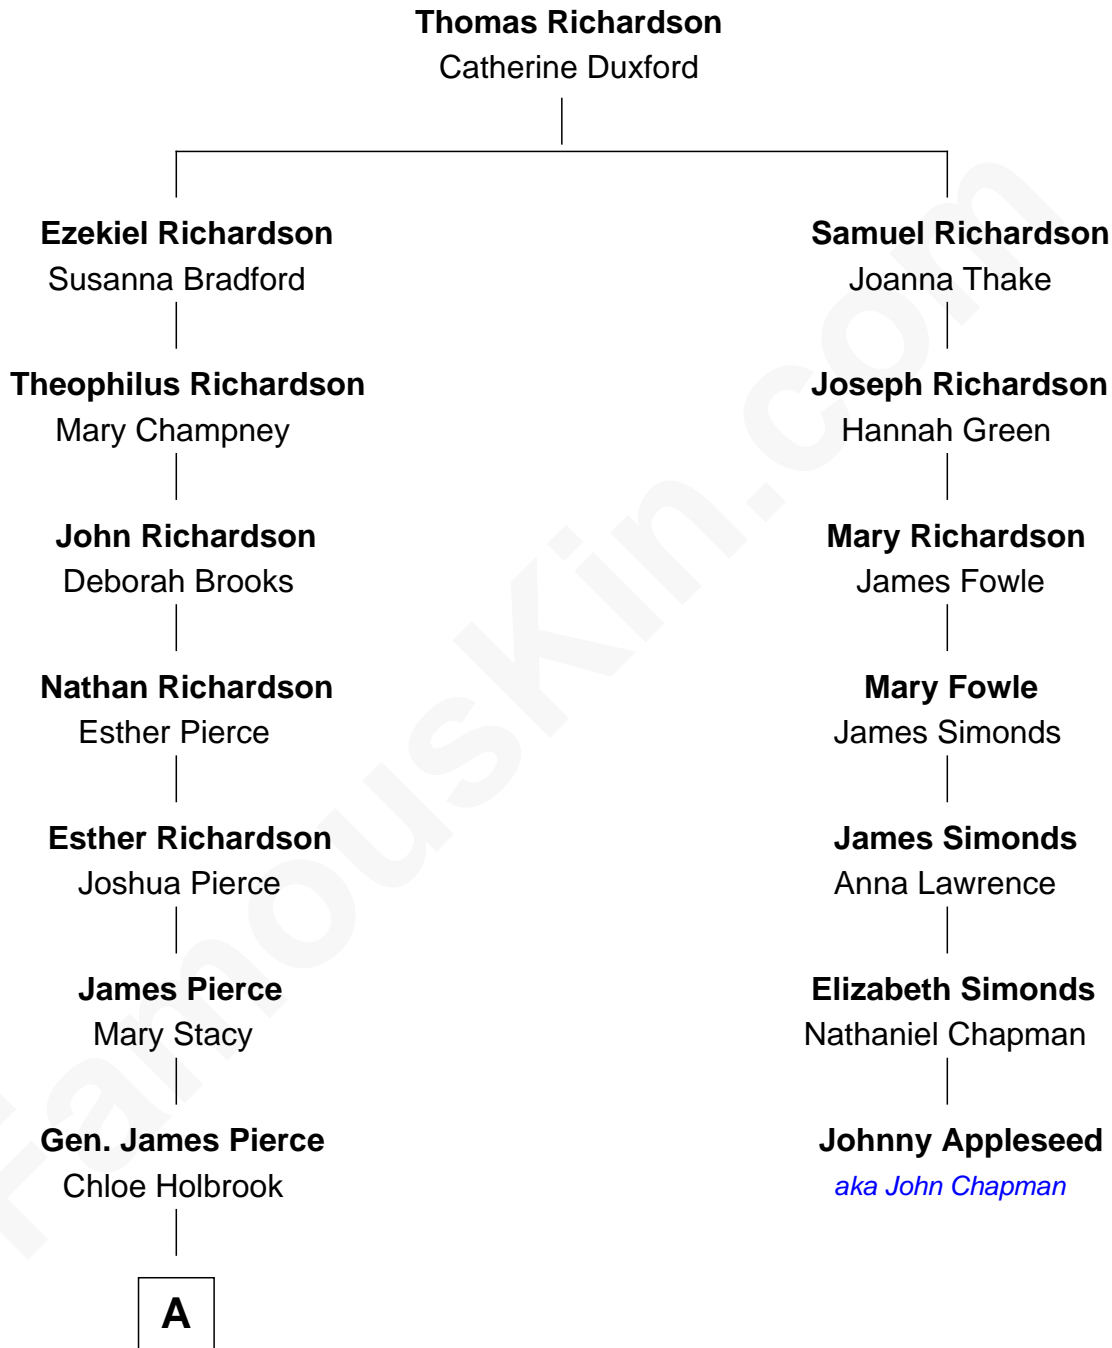 Thomas Richardson
Catherine Duxford
Ezekiel Richardson
Susanna Bradford
Samuel Richardson
Joanna Thake
Theophilus Richardson
Mary Champney
Joseph Richardson
Hannah Green
John Richardson
Deborah Brooks
Mary Richardson
James Fowle
Nathan Richardson
Esther Pierce
Mary Fowle
James Simonds
Esther Richardson
Joshua Pierce
James Simonds
Anna Lawrence
James Pierce
Mary Stacy
Elizabeth Simonds
Nathaniel Chapman
Gen. James Pierce
Chloe Holbrook
Johnny Appleseed
aka John Chapman
A
FamousKin.com